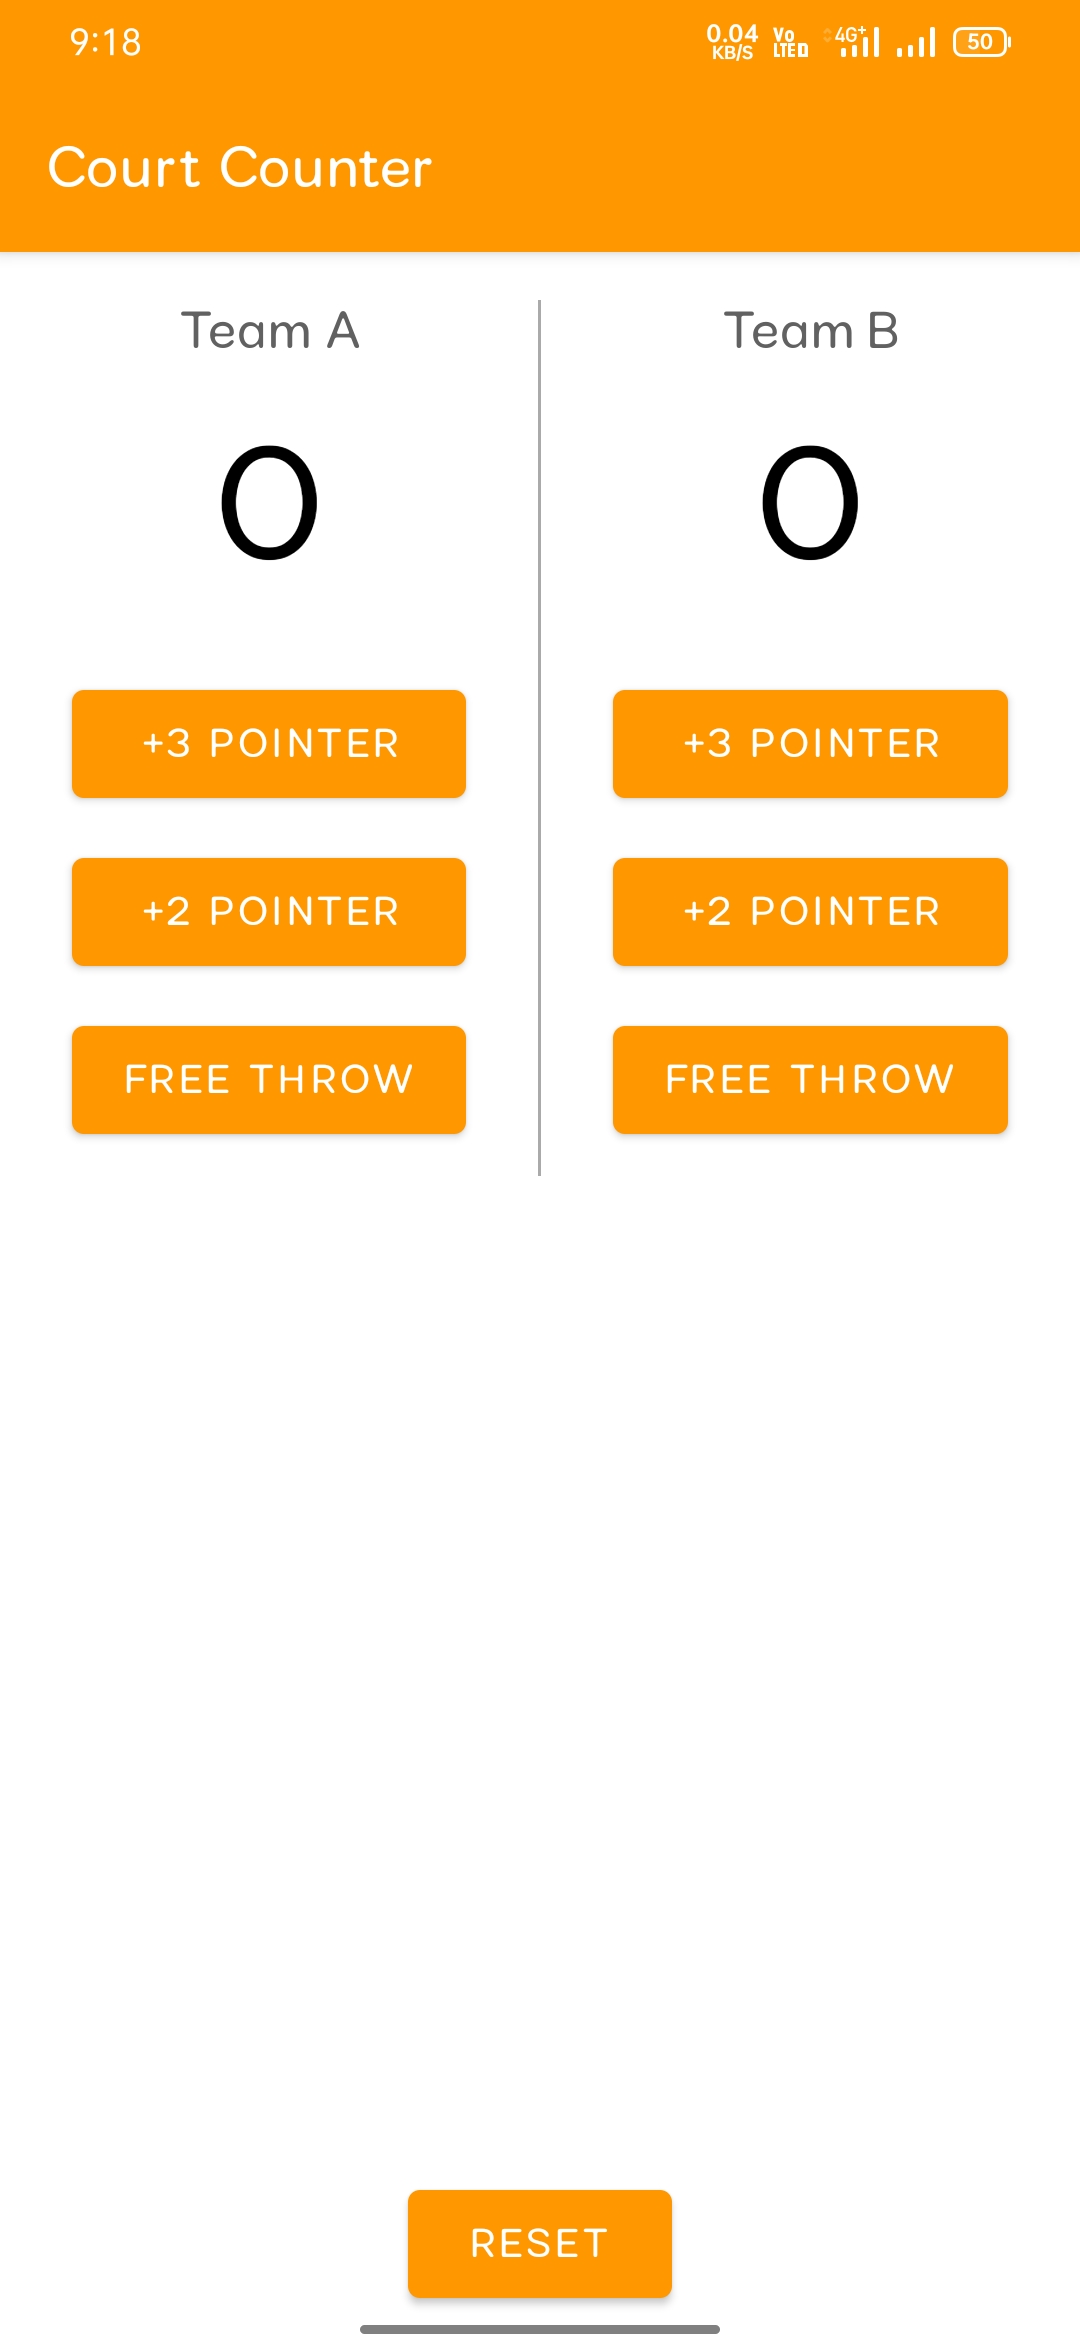 9:18
0.04 KB/S
Vo LTE
4G+
50
Court Counter
Team A
Team B
0
0
+3 POINTER
+3 POINTER
+2 POINTER
+2 POINTER
FREE THROW
FREE THROW
RESET